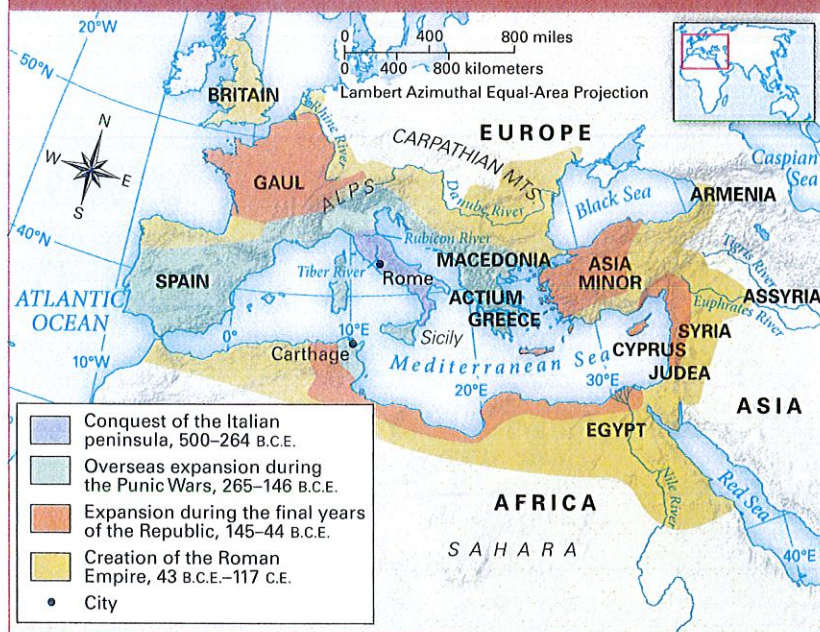 20°W
50°N
40°N
10°W
0°
10°E
20°E
30°E
40°E
N
W
E
S
0 400 800 miles
0 400 800 kilometers
Lambert Azimuthal Equal-Area Projection
BRITAIN
Rhine River
EUROPE
CARPATHIAN MTS.
GAUL
ALPS
Danube River
Black Sea
Caspian
Sea
ARMENIA
Rubicon River
MACEDONIA
ASIA
MINOR
Tigris River
SPAIN
Tiber River
Rome
ACTIUM
GREECE
ASSYRIA
Euphrates River
ATLANTIC
OCEAN
Sicily
Carthage
Mediterranean Sea
CYPRUS
SYRIA
JUDEA
ASIA
EGYPT
Nile River
Red Sea
AFRICA
SAHARA
Conquest of the Italian
peninsula, 500–264 B.C.E.
Overseas expansion during
the Punic Wars, 265–146 B.C.E.
Expansion during the final years
of the Republic, 145–44 B.C.E.
Creation of the Roman
Empire, 43 B.C.E.–117 C.E.
City